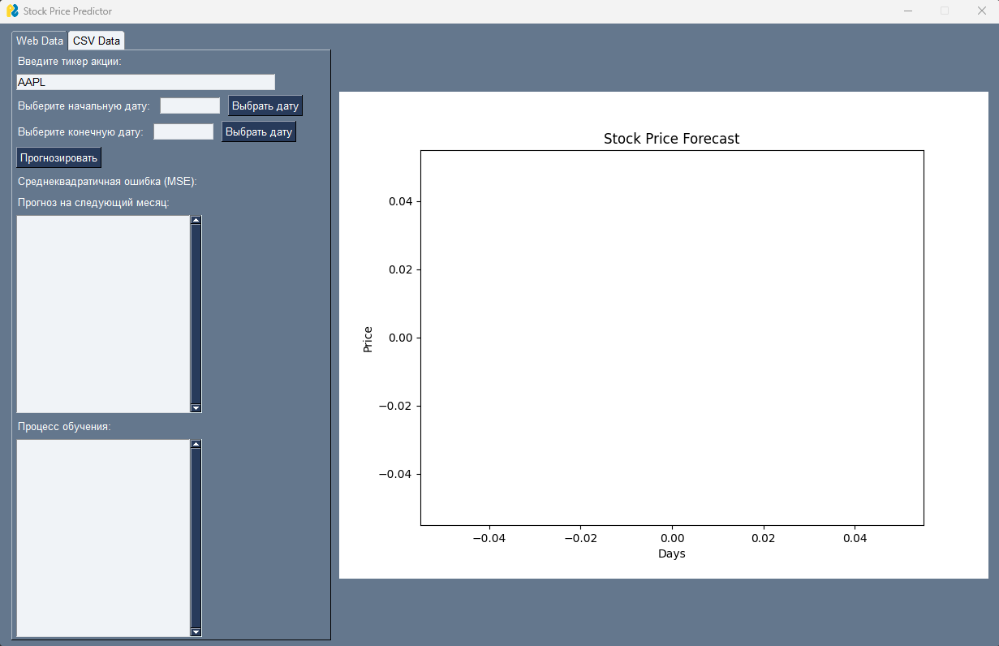 Stock Price Predictor
Web Data CSV Data
Введите тикер акции:
AAPL
Выберите начальную дату: Выбрать дату
Выберите конечную дату: Выбрать дату
Прогнозировать
Среднеквадратичная ошибка (MSE):
Прогноз на следующий месяц:
Процесс обучения:
Stock Price Forecast
Price
0.04
0.02
0.00
−0.02
−0.04
−0.04 −0.02 0.00 0.02 0.04
Days